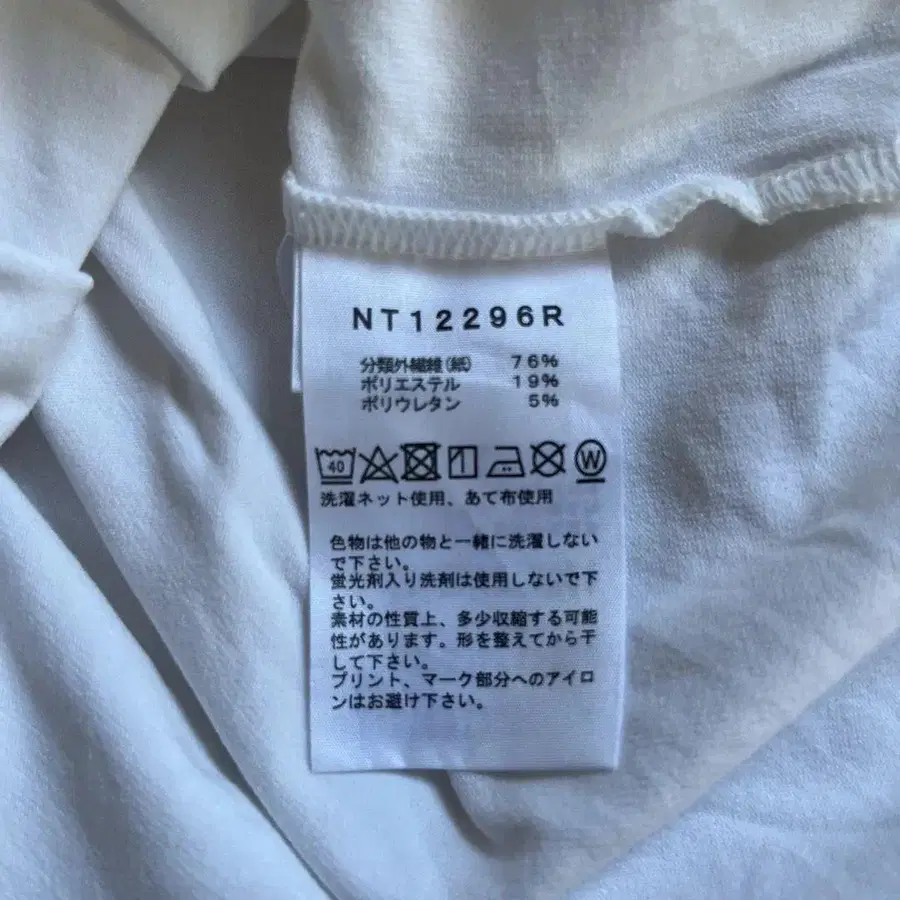 NT12296R
分類外繊維(紙) 76%
ポリエステル 19%
ポリウレタン 5%
40 W
洗濯ネット使用、あて布使用
色物は他の物と一緒に洗濯しない
で下さい。
蛍光剤入り洗剤は使用しないで下
さい。
素材の性質上、多少収縮する可能
性があります。形を整えてから干
して下さい。
プリント、マーク部分へのアイロ
ンはお避け下さい。